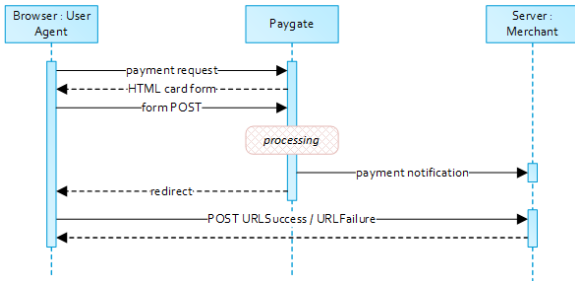 Browser : User
Agent
Paygate
Server :
Merchant
payment request
HTML card form
form POST
processing
payment notification
redirect
POST URLSuccess / URLFailure